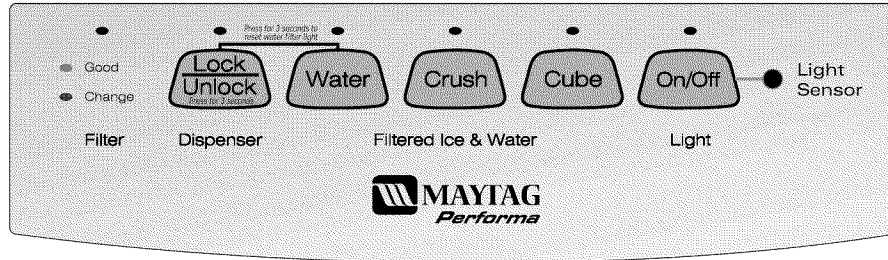 Press for 3 seconds to
reset water filter light
Good
Change
Lock
Unlock
Press for 3 seconds
Water
Crush
Cube
On/Off
Light
Sensor
Filter
Dispenser
Filtered Ice & Water
Light
MAYTAG
Performa